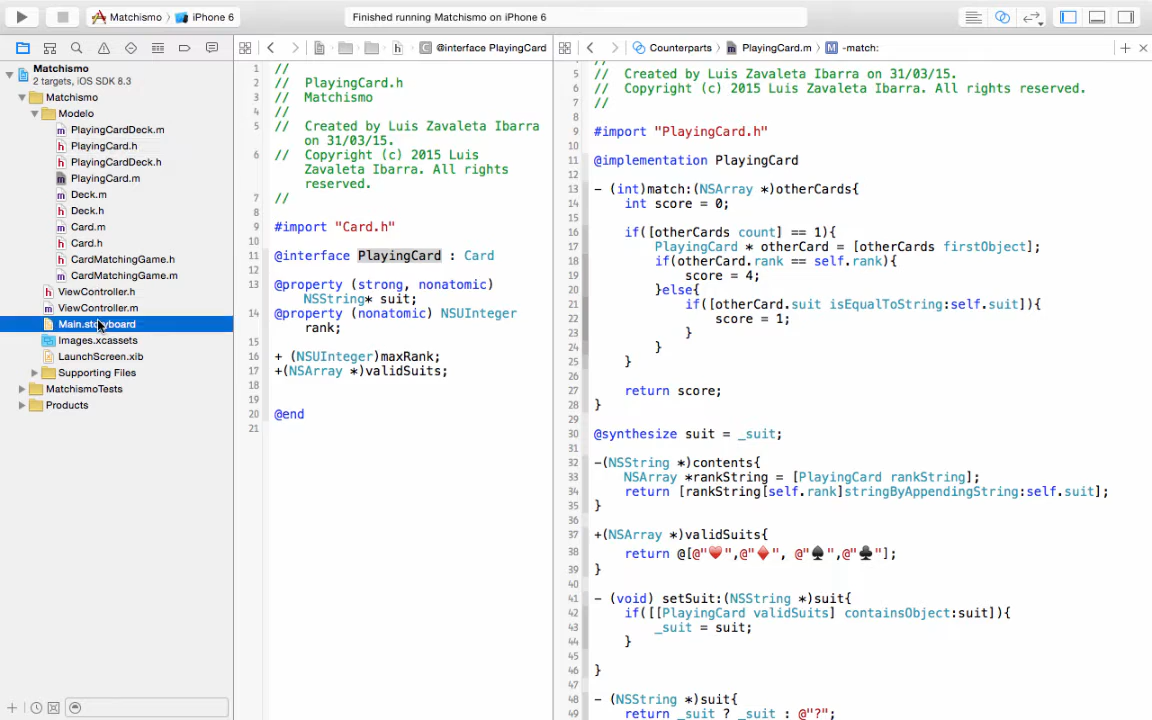 Matchismo iPhone 6
Finished running Matchismo on iPhone 6
@interface PlayingCard
Counterparts PlayingCard.m M -match:
Matchismo
2 targets, iOS SDK 8.3
Matchismo
Modelo
m PlayingCardDeck.m
h PlayingCard.h
h PlayingCardDeck.h
m PlayingCard.m
m Deck.m
h Deck.h
m Card.m
h Card.h
h CardMatchingGame.h
m CardMatchingGame.m
h ViewController.h
m ViewController.m
Main.storyboard
Images.xcassets
LaunchScreen.xib
Supporting Files
MatchismoTests
Products
1 //
2 // PlayingCard.h
3 // Matchismo
4 //
5 // Created by Luis Zavaleta Ibarra
on 31/03/15.
6 // Copyright (c) 2015 Luis
Zavaleta Ibarra. All rights
reserved.
7 //
8
9 #import "Card.h"
10
11 @interface PlayingCard : Card
12
13 @property (strong, nonatomic)
NSString* suit;
14 @property (nonatomic) NSUInteger
rank;
15
16 + (NSUInteger)maxRank;
17 +(NSArray *)validSuits;
18
19
20 @end
21
5 // Created by Luis Zavaleta Ibarra on 31/03/15.
6 // Copyright (c) 2015 Luis Zavaleta Ibarra. All rights reserved.
7 //
8
9 #import "PlayingCard.h"
10
11 @implementation PlayingCard
12
13 - (int)match:(NSArray *)otherCards{
14 int score = 0;
15
16 if([otherCards count] == 1){
17 PlayingCard * otherCard = [otherCards firstObject];
18 if(otherCard.rank == self.rank){
19 score = 4;
20 }else{
21 if([otherCard.suit isEqualToString:self.suit]){
22 score = 1;
23 }
24 }
25 }
26
27 return score;
28 }
29
30 @synthesize suit = _suit;
31
32 -(NSString *)contents{
33 NSArray *rankString = [PlayingCard rankString];
34 return [rankString[self.rank]stringByAppendingString:self.suit];
35 }
36
37 +(NSArray *)validSuits{
38 return @[@"♥️",@"♦️", @"♠️",@"♣️"];
39 }
40
41 - (void) setSuit:(NSString *)suit{
42 if([[PlayingCard validSuits] containsObject:suit]){
43 _suit = suit;
44 }
45
46 }
47
48 - (NSString *)suit{
49 return _suit ? _suit : @"?";